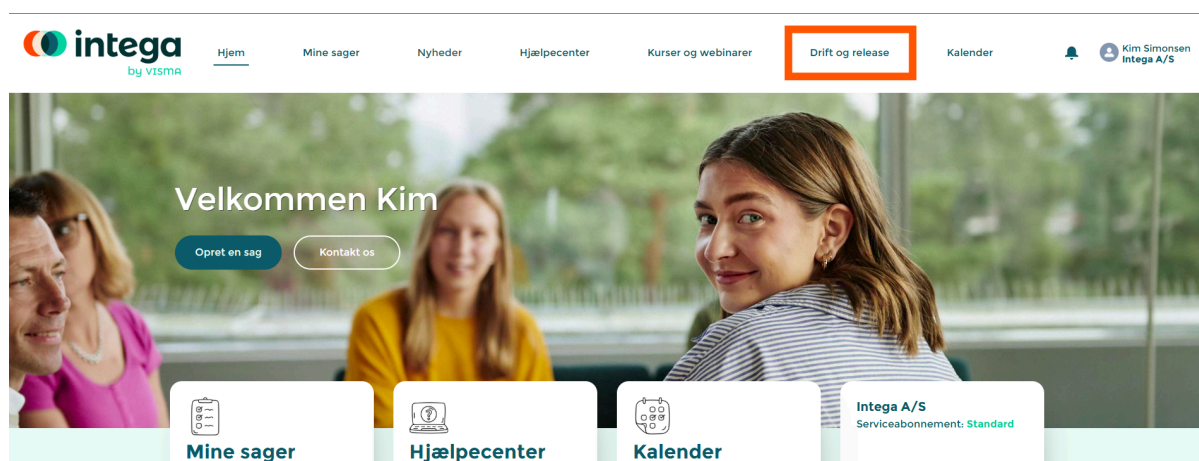 intega
by VISMA
Hjem
Mine sager
Nyheder
Hjælpecenter
Kurser og webinarer
Drift og release
Kalender
Kim Simonsen
Intega A/S
Velkommen Kim
Opret en sag
Kontakt os
Mine sager
Hjælpecenter
Kalender
Intega A/S
Serviceabonnement: Standard